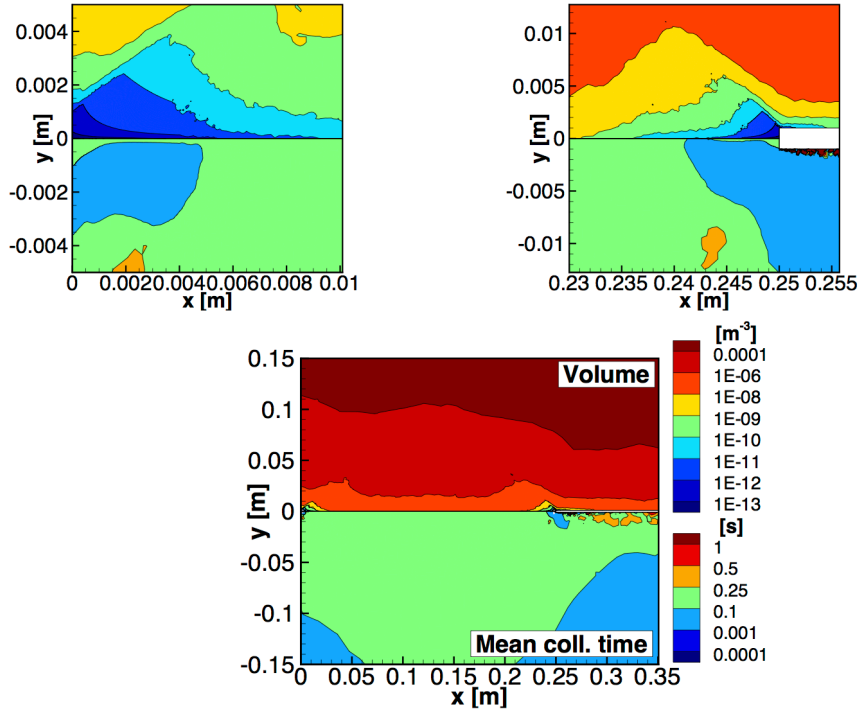 0.004
0.002
0
-0.002
-0.004
y [m]
0 0.002 0.004 0.006 0.008 0.01
x [m]
0.01
0.005
0
-0.005
-0.01
y [m]
0.23 0.235 0.24 0.245 0.25 0.255
x [m]
0.15
0.1
0.05
0
-0.05
-0.1
-0.15
y [m]
Volume
Mean coll. time
0 0.05 0.1 0.15 0.2 0.25 0.3 0.35
x [m]
[m⁻³]
0.0001
1E-06
1E-08
1E-09
1E-10
1E-11
1E-12
1E-13
[s]
1
0.5
0.25
0.1
0.001
0.0001